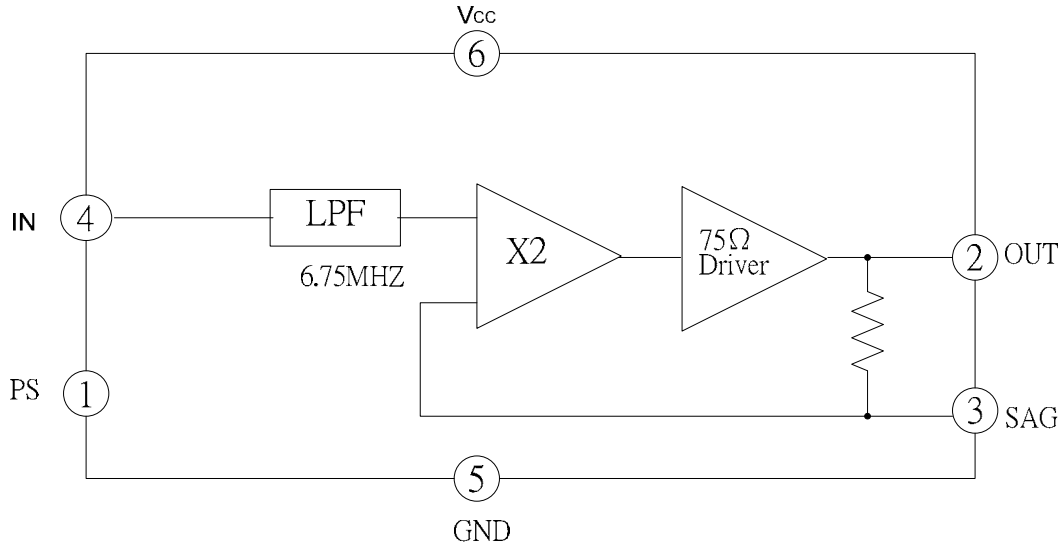 Vcc
6
IN
4
LPF
6.75MHZ
X2
75Ω
Driver
2
OUT
PS
1
3
SAG
5
GND